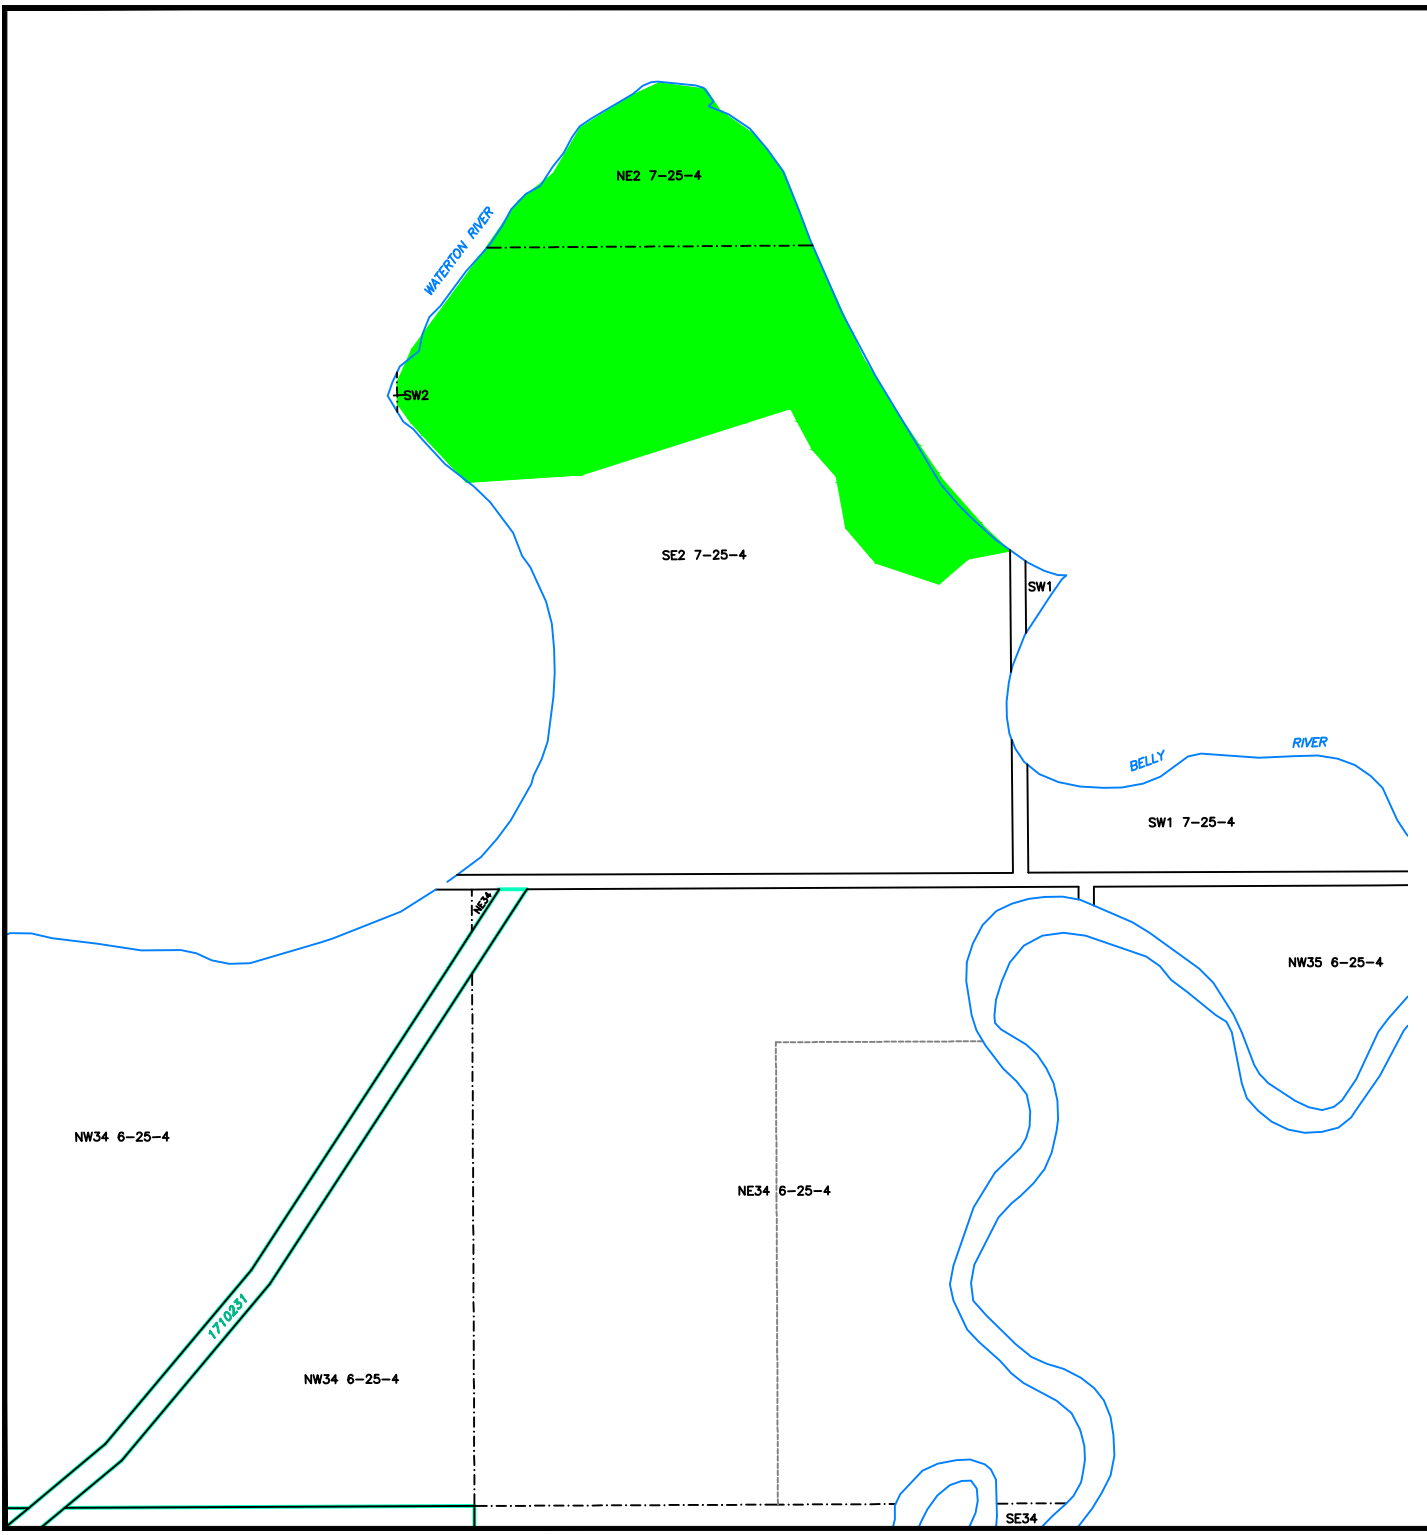 NE2 7-25-4
WATERTON RIVER
SW2
SE2 7-25-4
SW1
RIVER
BELLY
SW1 7-25-4
NE34
NW35 6-25-4
NW34 6-25-4
NE34 6-25-4
1710231
NW34 6-25-4
SE34